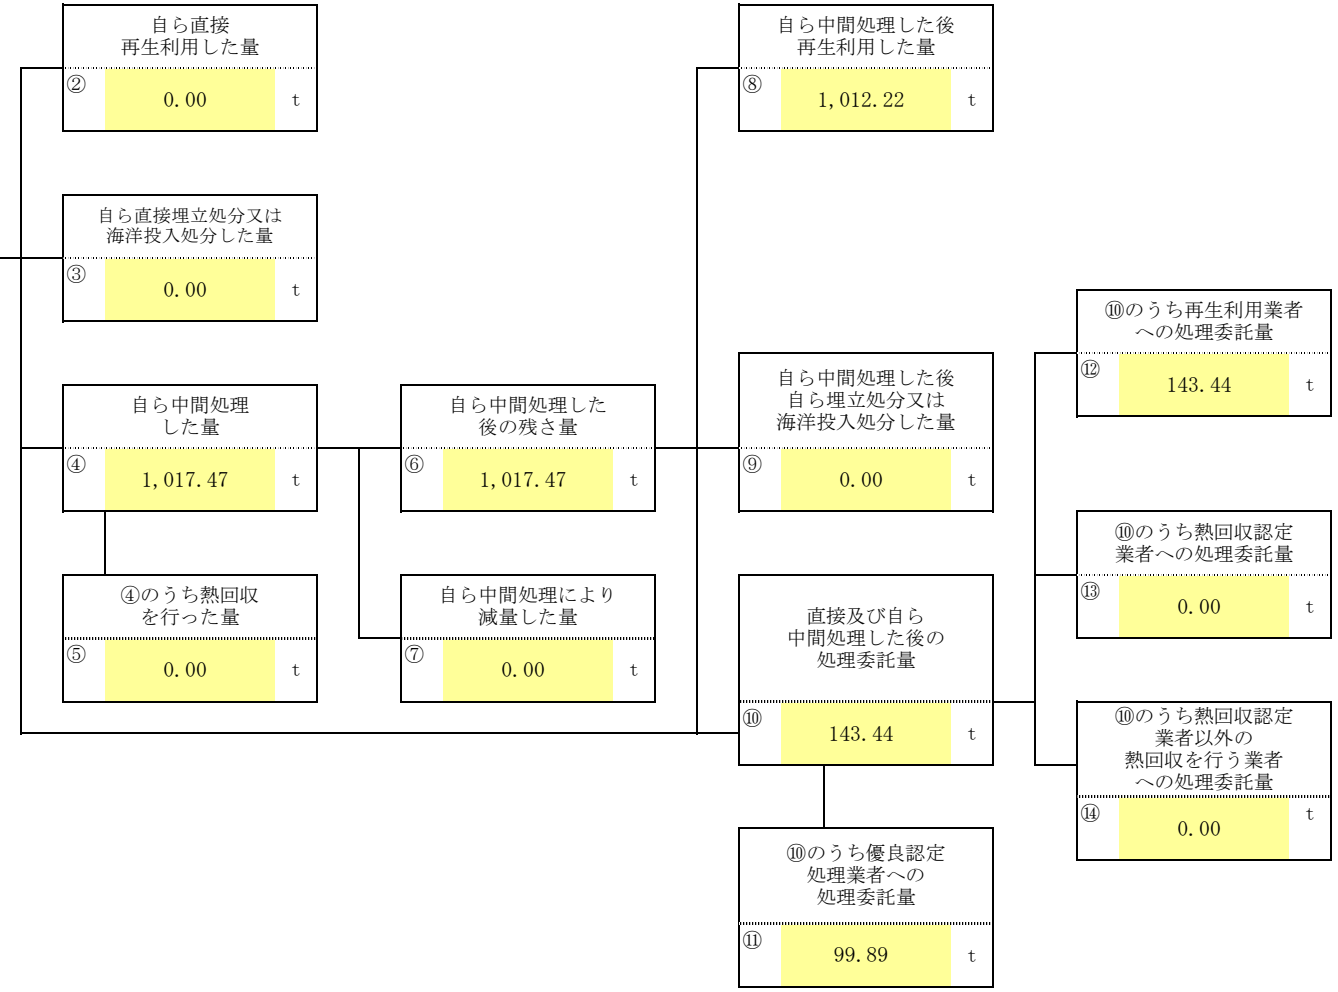 自ら直接
再生利用した量
②
0.00
t
自ら中間処理した後
再生利用した量
⑧
1,012.22
t
自ら直接埋立処分又は
海洋投入処分した量
③
0.00
t
⑩のうち再生利用業者
への処理委託量
⑫
143.44
t
自ら中間処理
した量
④
1,017.47
t
自ら中間処理した
後の残さ量
⑥
1,017.47
t
自ら中間処理した後
自ら埋立処分又は
海洋投入処分した量
⑨
0.00
t
⑩のうち熱回収認定
業者への処理委託量
⑬
0.00
t
④のうち熱回収
を行った量
⑤
0.00
t
自ら中間処理により
減量した量
⑦
0.00
t
直接及び自ら
中間処理した後の
処理委託量
⑩
143.44
t
⑩のうち熱回収認定
業者以外の
熱回収を行う業者
への処理委託量
⑭
0.00
t
⑩のうち優良認定
処理業者への
処理委託量
⑪
99.89
t